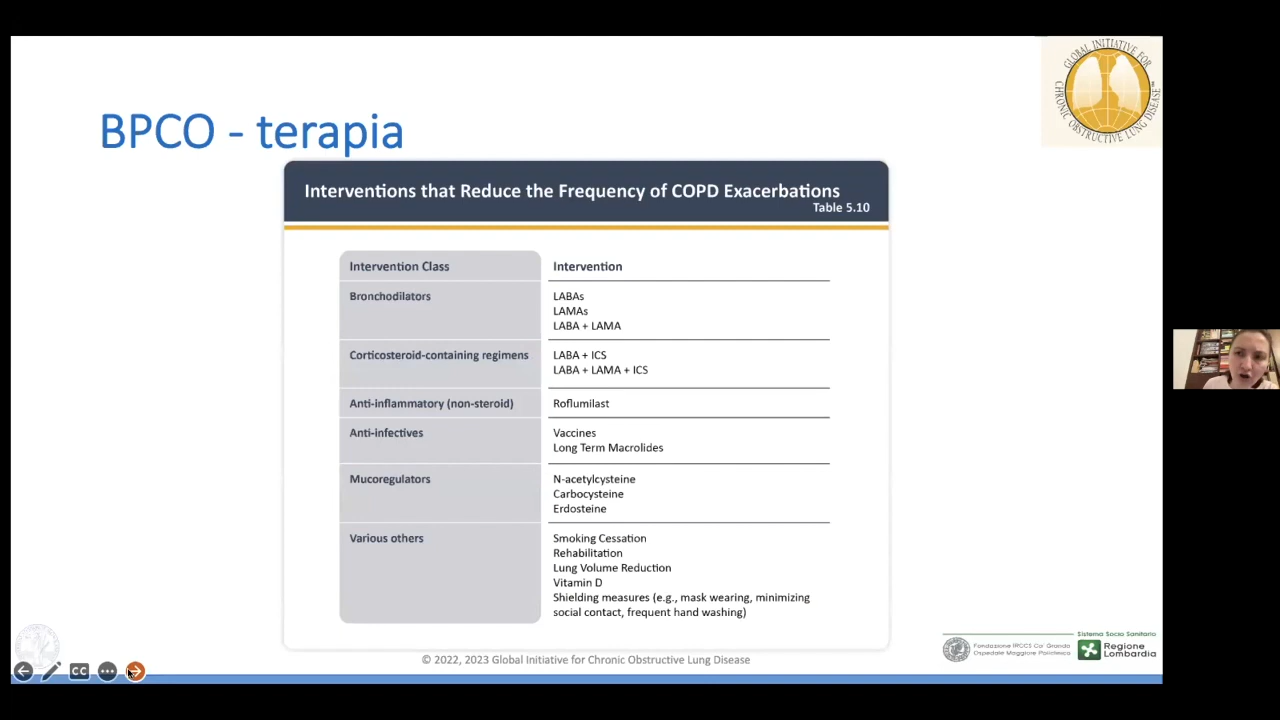 GLOBAL INITIATIVE FOR
CHRONIC OBSTRUCTIVE LUNG DISEASE
BPCO - terapia
Interventions that Reduce the Frequency of COPD Exacerbations
Table 5.10
Intervention Class
Intervention
Bronchodilators
LABAs
LAMAs
LABA + LAMA
Corticosteroid-containing regimens
LABA + ICS
LABA + LAMA + ICS
Anti-inflammatory (non-steroid)
Roflumilast
Anti-infectives
Vaccines
Long Term Macrolides
Mucoregulators
N-acetylcysteine
Carbocysteine
Erdosteine
Various others
Smoking Cessation
Rehabilitation
Lung Volume Reduction
Vitamin D
Shielding measures (e.g., mask wearing, minimizing
social contact, frequent hand washing)
© 2022, 2023 Global Initiative for Chronic Obstructive Lung Disease
Sistema Socio Sanitario
Fondazione IRCCS Ca' Granda
Ospedale Maggiore Policlinico
Regione
Lombardia
CC